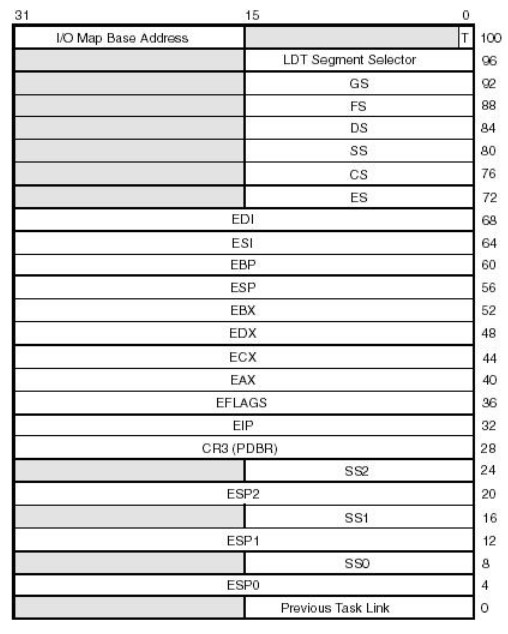 31 15 0
I/O Map Base Address T 100
LDT Segment Selector 96
GS 92
FS 88
DS 84
SS 80
CS 76
ES 72
EDI 68
ESI 64
EBP 60
ESP 56
EBX 52
EDX 48
ECX 44
EAX 40
EFLAGS 36
EIP 32
CR3 (PDBR) 28
SS2 24
ESP2 20
SS1 16
ESP1 12
SS0 8
ESP0 4
Previous Task Link 0